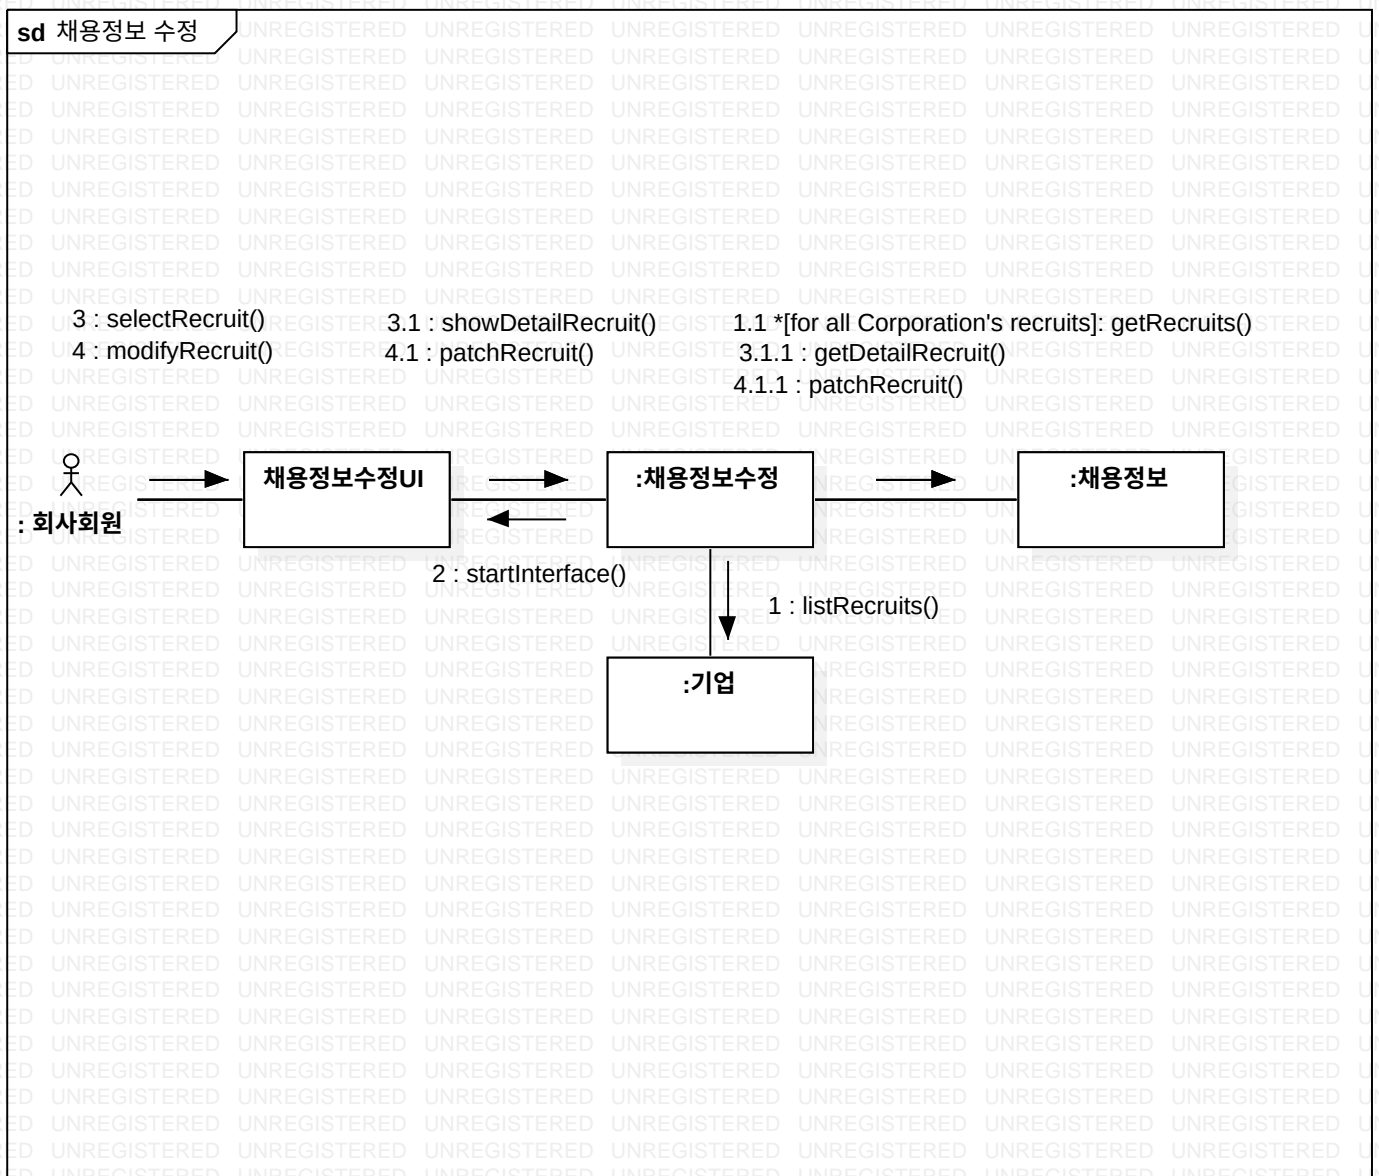 sd 채용정보 수정
3 : selectRecruit()
4 : modifyRecruit()
3.1 : showDetailRecruit()
4.1 : patchRecruit()
1.1 *[for all Corporation's recruits]: getRecruits()
3.1.1 : getDetailRecruit()
4.1.1 : patchRecruit()
: 회사회원
채용정보수정UI
:채용정보수정
:채용정보
2 : startInterface()
1 : listRecruits()
:기업
UNREGISTERED